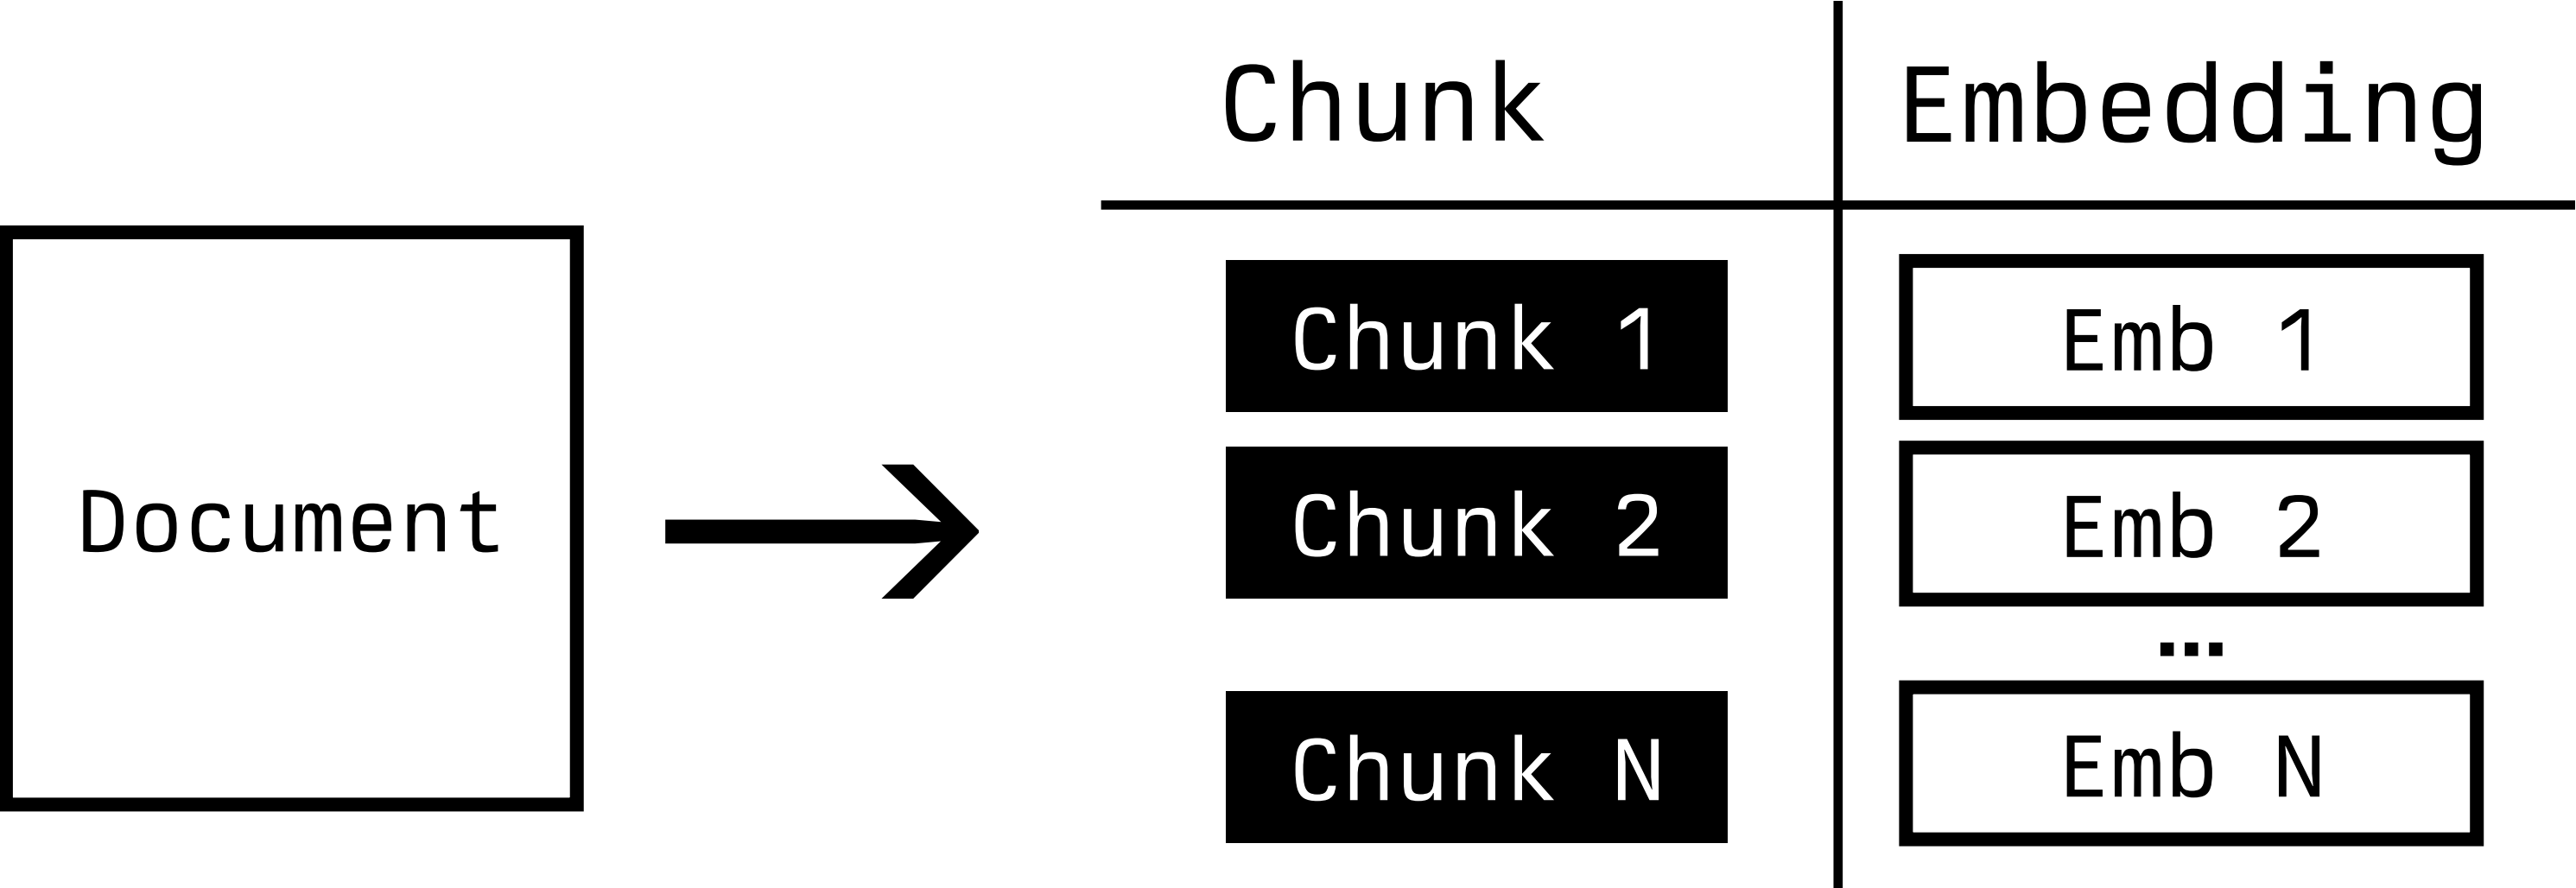 Chunk Embedding
Document
Chunk 1 Emb 1
Chunk 2 Emb 2
…
Chunk N Emb N